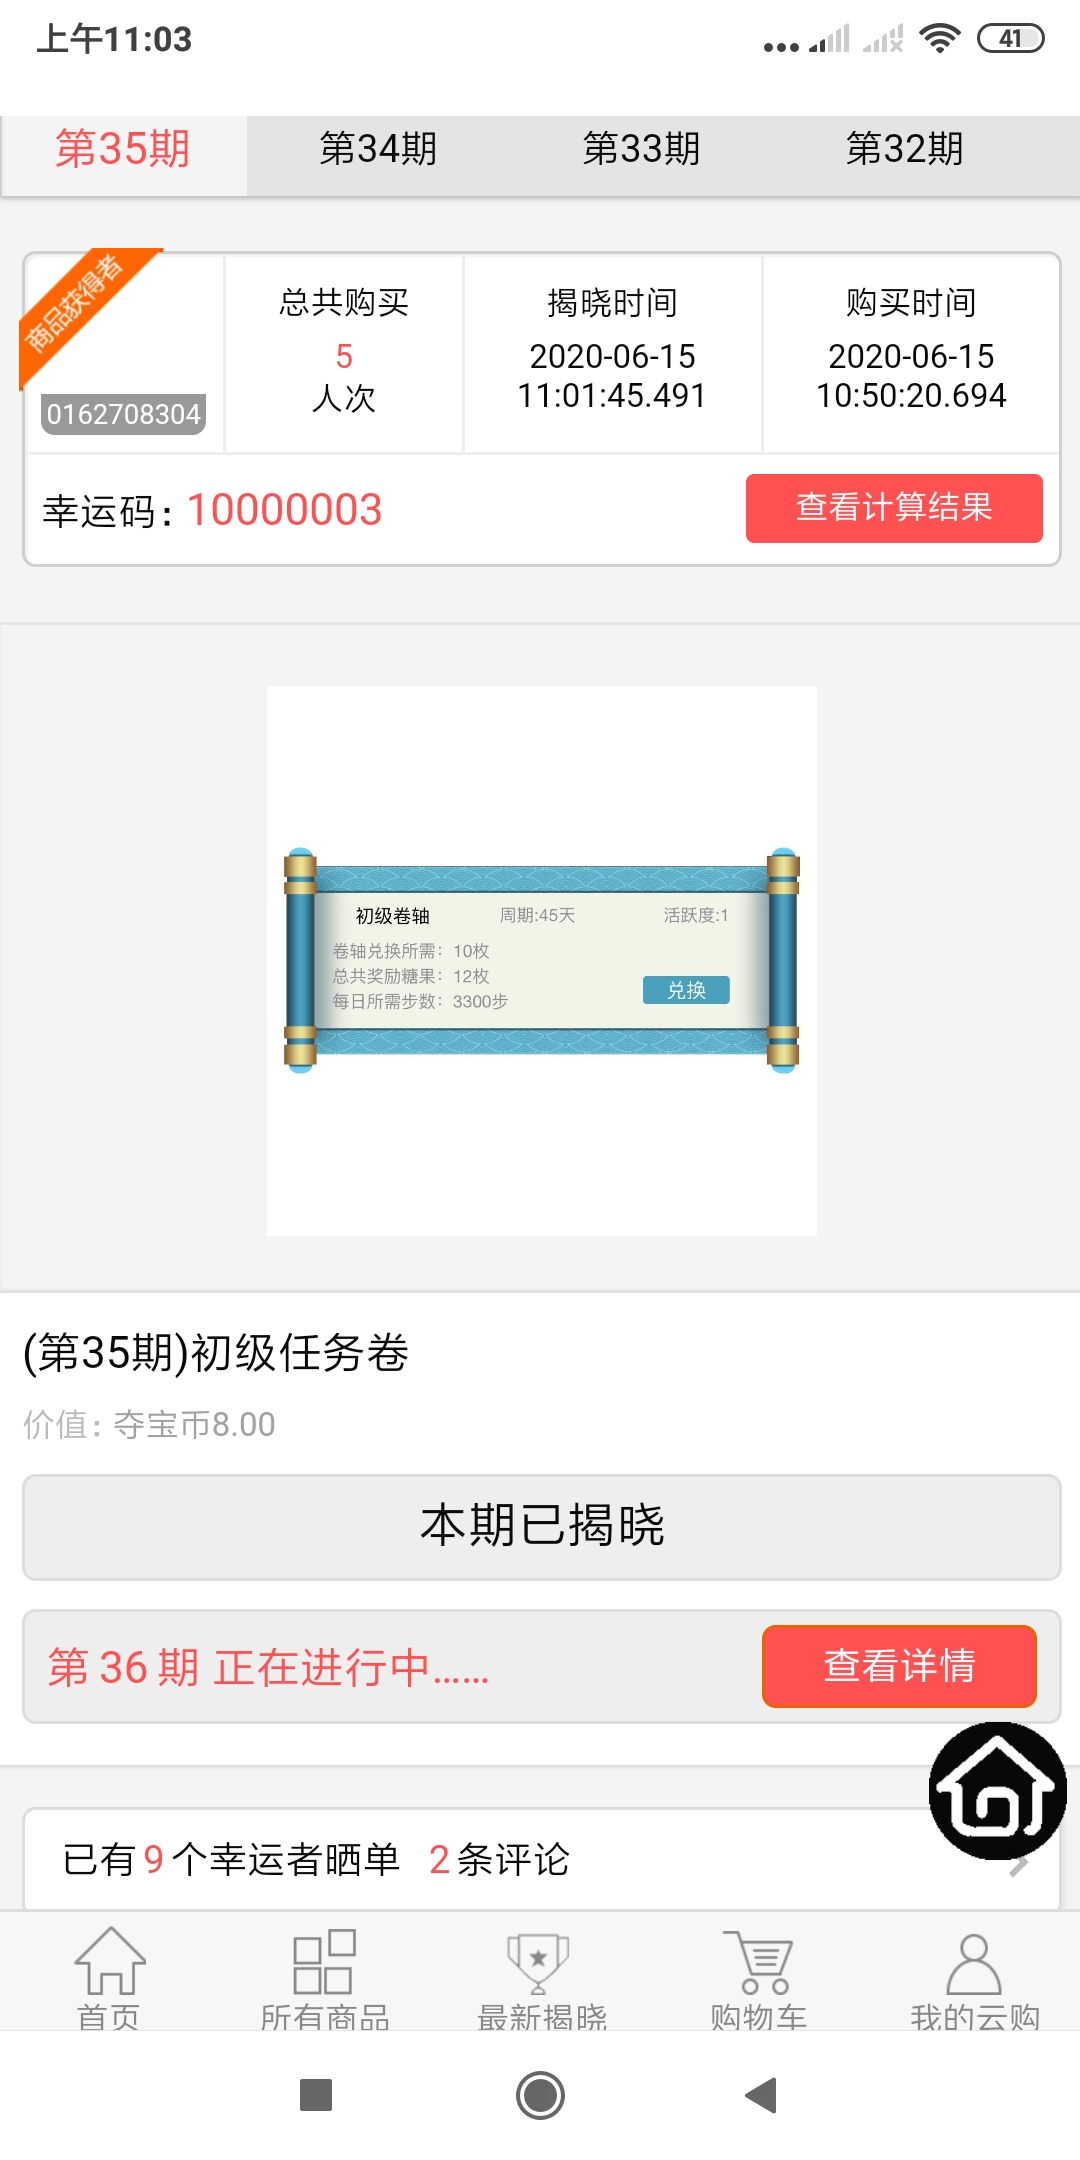 上午11:03
41
第35期 第34期 第33期 第32期
商品获得者
0162708304
总共购买
5
人次
揭晓时间
2020-06-15
11:01:45.491
购买时间
2020-06-15
10:50:20.694
幸运码：10000003
查看计算结果
初级卷轴 周期:45天 活跃度:1
卷轴兑换所需：10枚
总共奖励糖果：12枚
每日所需步数：3300步
兑换
(第35期)初级任务卷
价值：夺宝币8.00
本期已揭晓
第 36 期 正在进行中......
查看详情
已有9个幸运者晒单 2条评论
首页 所有商品 最新揭晓 购物车 我的云购